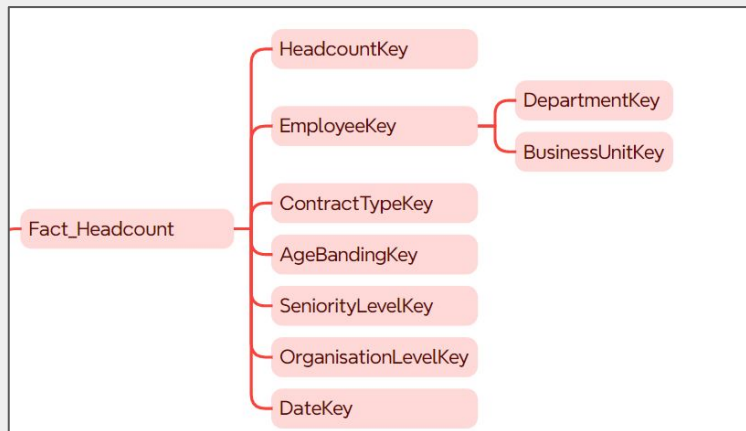 HeadcountKey
DepartmentKey
EmployeeKey
BusinessUnitKey
ContractTypeKey
Fact_Headcount
AgeBandingKey
SeniorityLevelKey
OrganisationLevelKey
DateKey